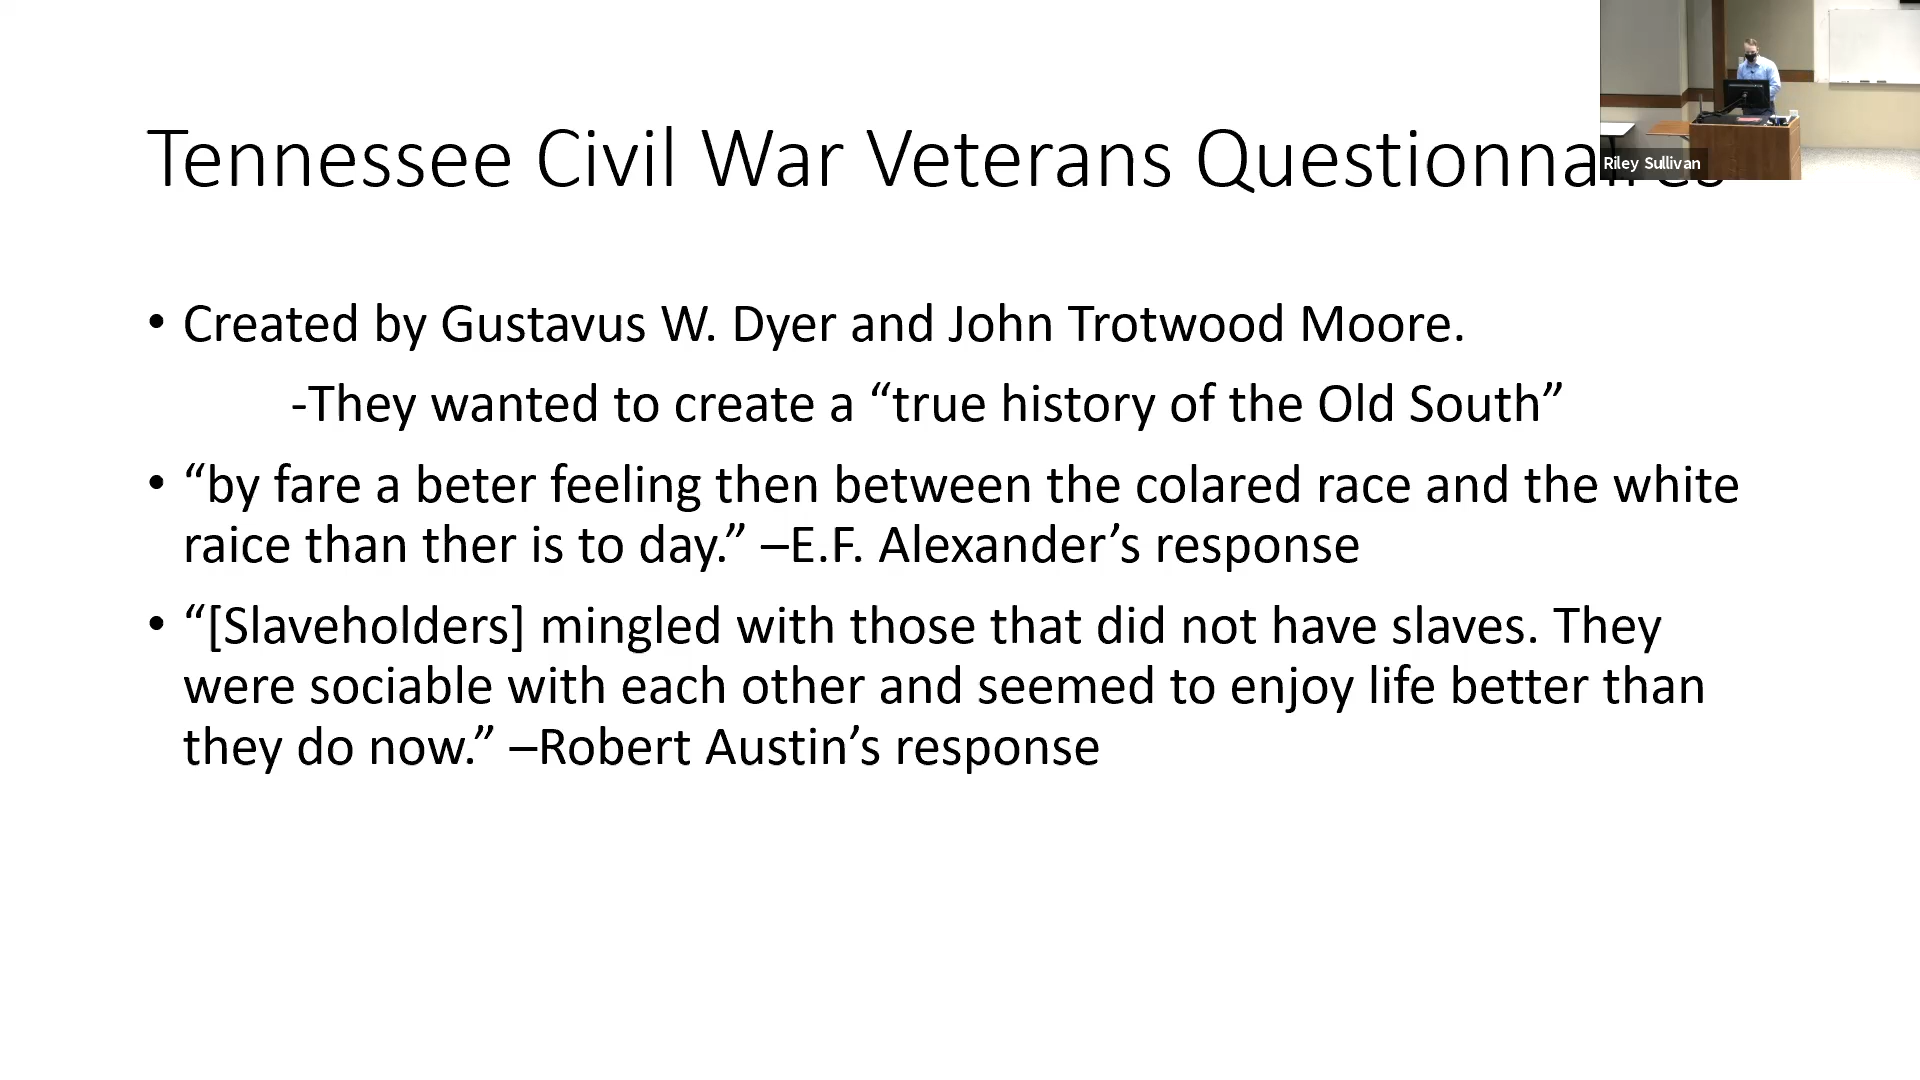 Tennessee Civil War Veterans Questionnaires
Riley Sullivan
• Created by Gustavus W. Dyer and John Trotwood Moore.
-They wanted to create a “true history of the Old South”
• “by fare a beter feeling then between the colared race and the white
raice than ther is to day.” –E.F. Alexander’s response
• “[Slaveholders] mingled with those that did not have slaves. They
were sociable with each other and seemed to enjoy life better than
they do now.” –Robert Austin’s response